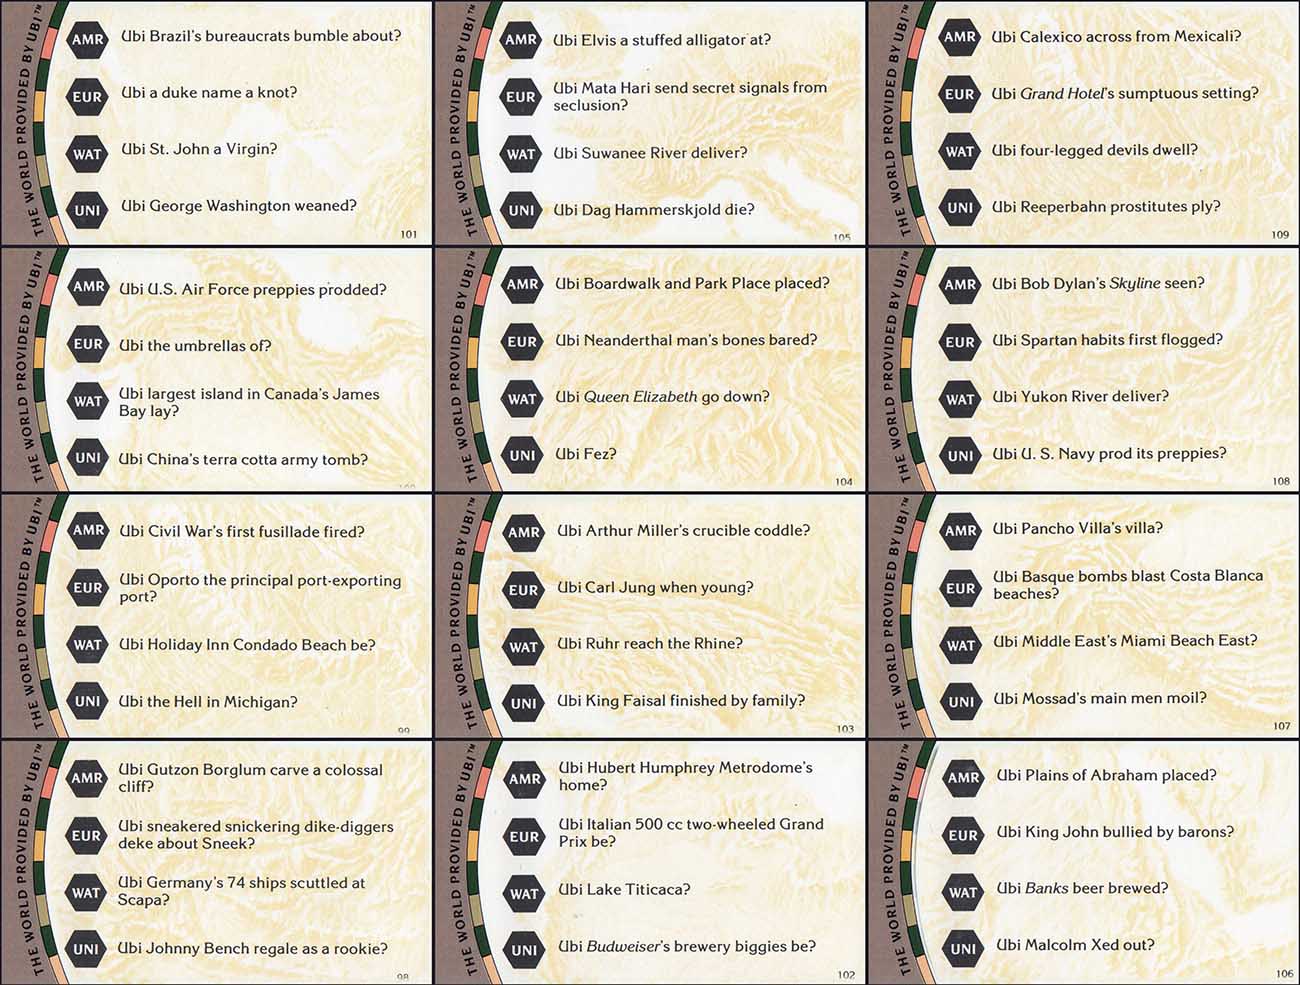 THE WORLD PROVIDED BY UBI™
AMR Ubi Brazil's bureaucrats bumble about?
EUR Ubi a duke name a knot?
WAT Ubi St. John a Virgin?
UNI Ubi George Washington weaned?
101
THE WORLD PROVIDED BY UBI™
AMR Ubi Elvis a stuffed alligator at?
EUR Ubi Mata Hari send secret signals from
seclusion?
WAT Ubi Suwanee River deliver?
UNI Ubi Dag Hammerskjold die?
105
THE WORLD PROVIDED BY UBI™
AMR Ubi Calexico across from Mexicali?
EUR Ubi Grand Hotel's sumptuous setting?
WAT Ubi four-legged devils dwell?
UNI Ubi Reeperbahn prostitutes ply?
109
THE WORLD PROVIDED BY UBI™
AMR Ubi U.S. Air Force preppies prodded?
EUR Ubi the umbrellas of?
WAT Ubi largest island in Canada's James
Bay lay?
UNI Ubi China's terra cotta army tomb?
100
THE WORLD PROVIDED BY UBI™
AMR Ubi Boardwalk and Park Place placed?
EUR Ubi Neanderthal man's bones bared?
WAT Ubi Queen Elizabeth go down?
UNI Ubi Fez?
104
THE WORLD PROVIDED BY UBI™
AMR Ubi Bob Dylan's Skyline seen?
EUR Ubi Spartan habits first flogged?
WAT Ubi Yukon River deliver?
UNI Ubi U. S. Navy prod its preppies?
108
THE WORLD PROVIDED BY UBI™
AMR Ubi Civil War's first fusillade fired?
EUR Ubi Oporto the principal port-exporting
port?
WAT Ubi Holiday Inn Condado Beach be?
UNI Ubi the Hell in Michigan?
99
THE WORLD PROVIDED BY UBI™
AMR Ubi Arthur Miller's crucible coddle?
EUR Ubi Carl Jung when young?
WAT Ubi Ruhr reach the Rhine?
UNI Ubi King Faisal finished by family?
103
THE WORLD PROVIDED BY UBI™
AMR Ubi Pancho Villa's villa?
EUR Ubi Basque bombs blast Costa Blanca
beaches?
WAT Ubi Middle East's Miami Beach East?
UNI Ubi Mossad's main men moil?
107
THE WORLD PROVIDED BY UBI™
AMR Ubi Gutzon Borglum carve a colossal
cliff?
EUR Ubi sneakered snickering dike-diggers
deke about Sneek?
WAT Ubi Germany's 74 ships scuttled at
Scapa?
UNI Ubi Johnny Bench regale as a rookie?
98
THE WORLD PROVIDED BY UBI™
AMR Ubi Hubert Humphrey Metrodome's
home?
EUR Ubi Italian 500 cc two-wheeled Grand
Prix be?
WAT Ubi Lake Titicaca?
UNI Ubi Budweiser's brewery biggies be?
102
THE WORLD PROVIDED BY UBI™
AMR Ubi Plains of Abraham placed?
EUR Ubi King John bullied by barons?
WAT Ubi Banks beer brewed?
UNI Ubi Malcolm Xed out?
106